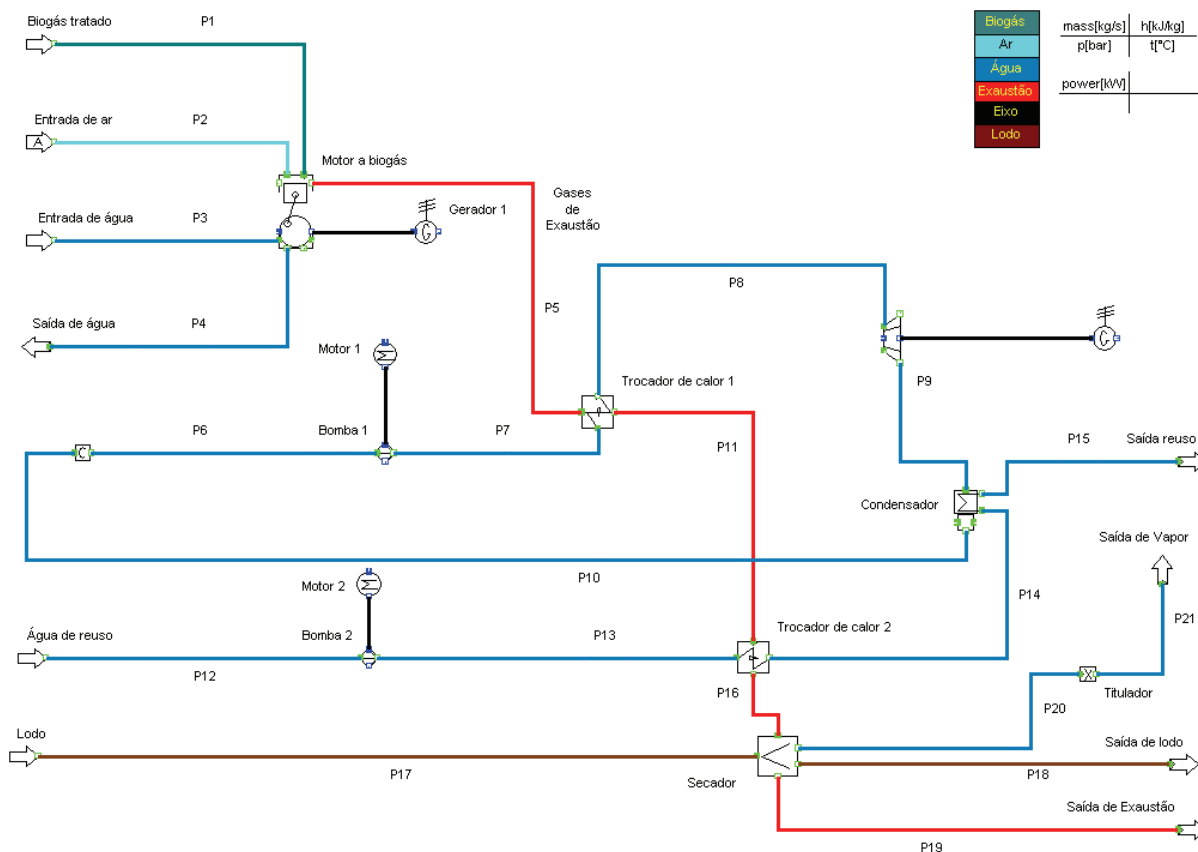 Biogás tratado
P1
Biogás
Ar
Água
Exaustão
Eixo
Lodo
mass[kg/s] h[kJ/kg]
p[bar] t[°C]
power[kW]
Entrada de ar
P2
A
Motor a biogás
Entrada de água
P3
Gerador 1
G
Gases
de
Exaustão
P8
P5
Saída de água
P4
Motor 1
G
P9
Trocador de calor 1
P6
Bomba 1
P7
C
P11
P15
Saída reuso
Condensador
Saída de Vapor
P10
Motor 2
P14
Água de reuso
Bomba 2
P13
Trocador de calor 2
P21
P12
P16
X
Titulador
P20
Lodo
Saída de lodo
P17
Secador
P18
Saída de Exaustão
P19